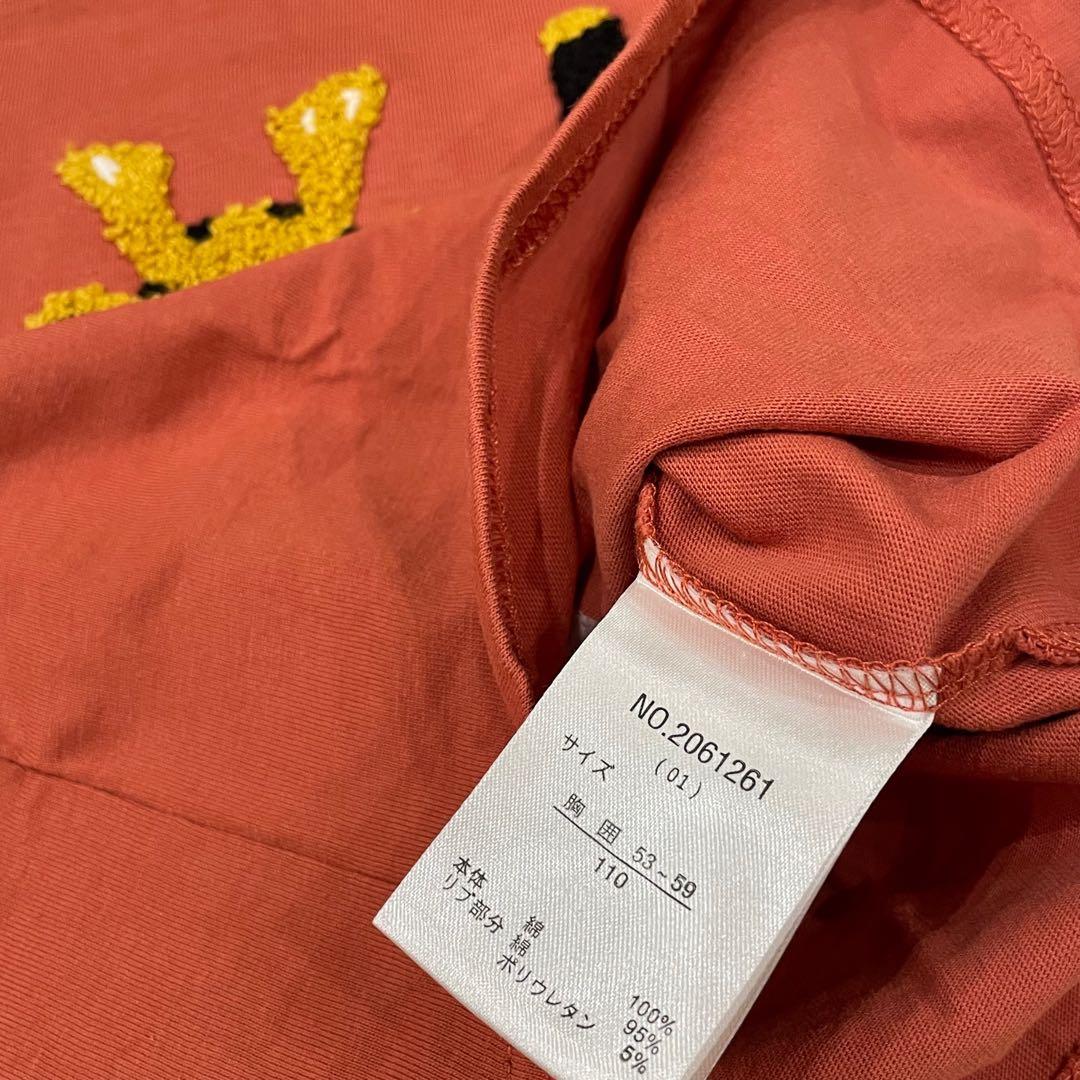 NO.2061261
サイズ (01)
胸 囲 53~59
110
本体 綿 100%
リブ部分 綿 95%
ポリウレタン 5%